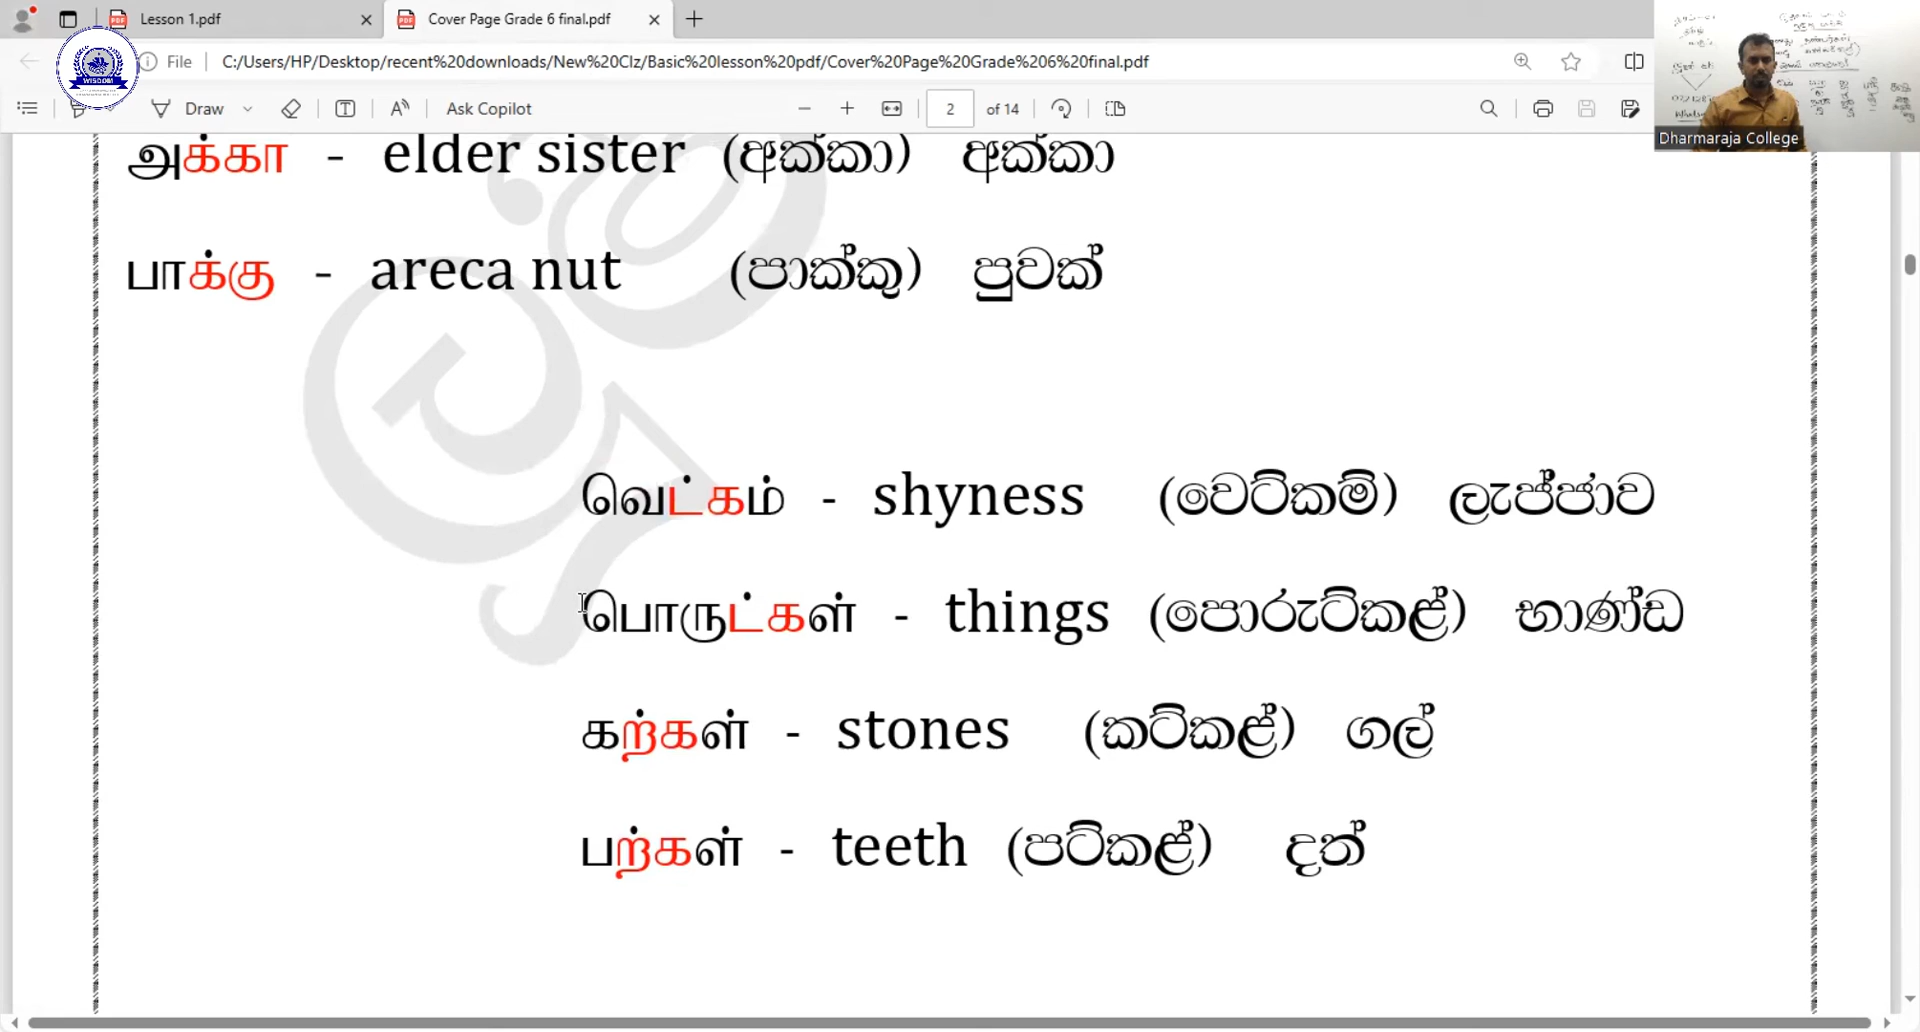 Lesson 1.pdf
Cover Page Grade 6 final.pdf
WISDOM
File
C:/Users/HP/Desktop/recent%20downloads/New%20Clz/Basic%20lesson%20pdf/Cover%20Page%20Grade%206%20final.pdf
Draw
Ask Copilot
2 of 14
Dharmaraja College
அக்கா - elder sister (අක්කා) අක්කා
பாக்கு - areca nut (පාක්කු) පුවක්
வெட்கம் - shyness (වෙට්කම්) ලැජ්ජාව
பொருட்கள் - things (පොරුට්කළ්) භාණ්ඩ
கற்கள் - stones (කට්කළ්) ගල්
பற்கள் - teeth (පට්කළ්) දත්